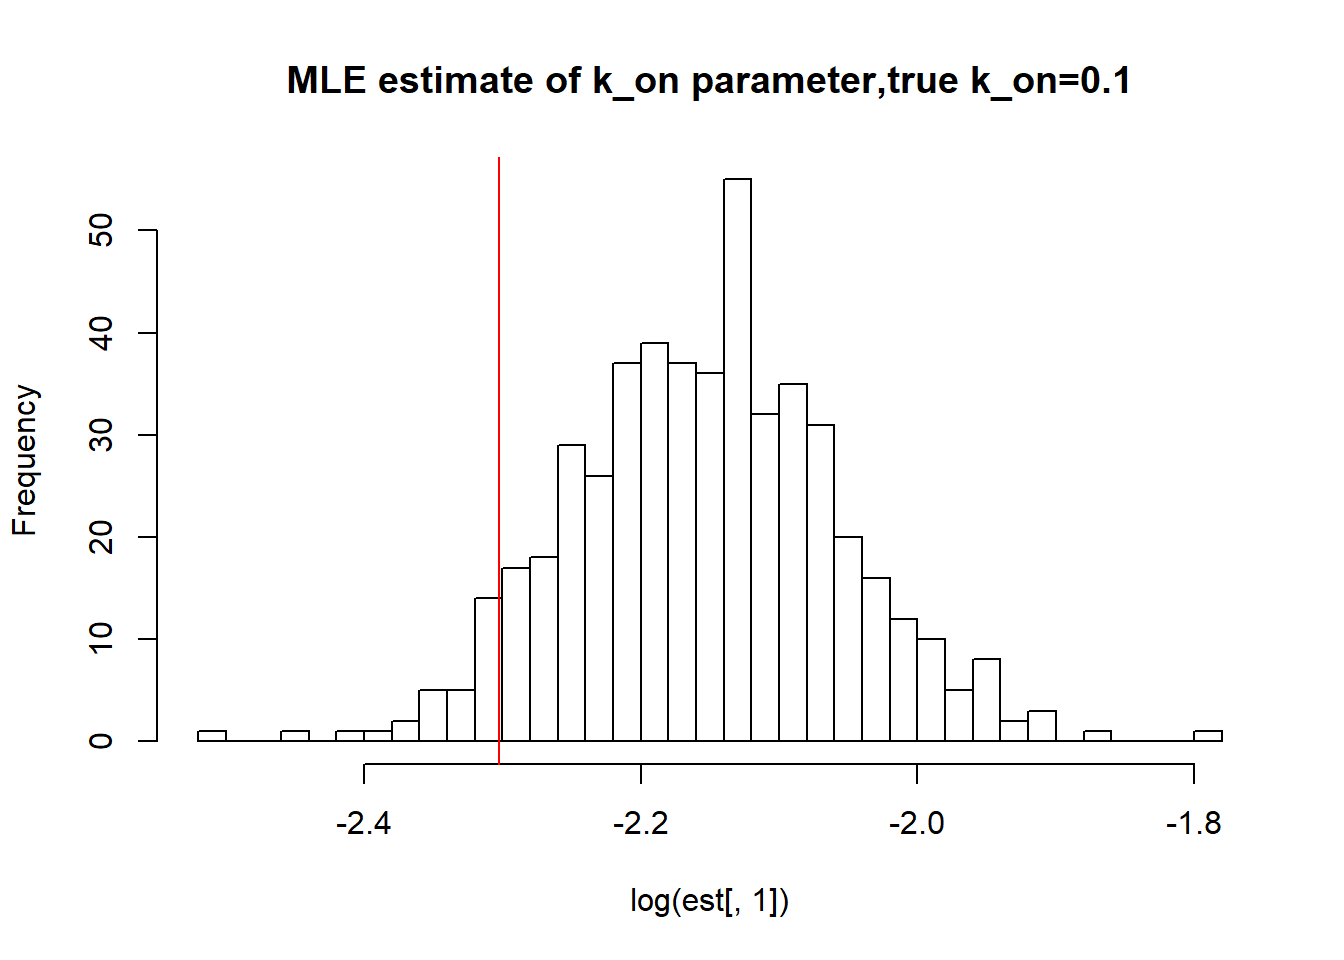 MLE estimate of k_on parameter,true k_on=0.1
Frequency
50
40
30
20
10
0
-2.4 -2.2 -2.0 -1.8
log(est[, 1])